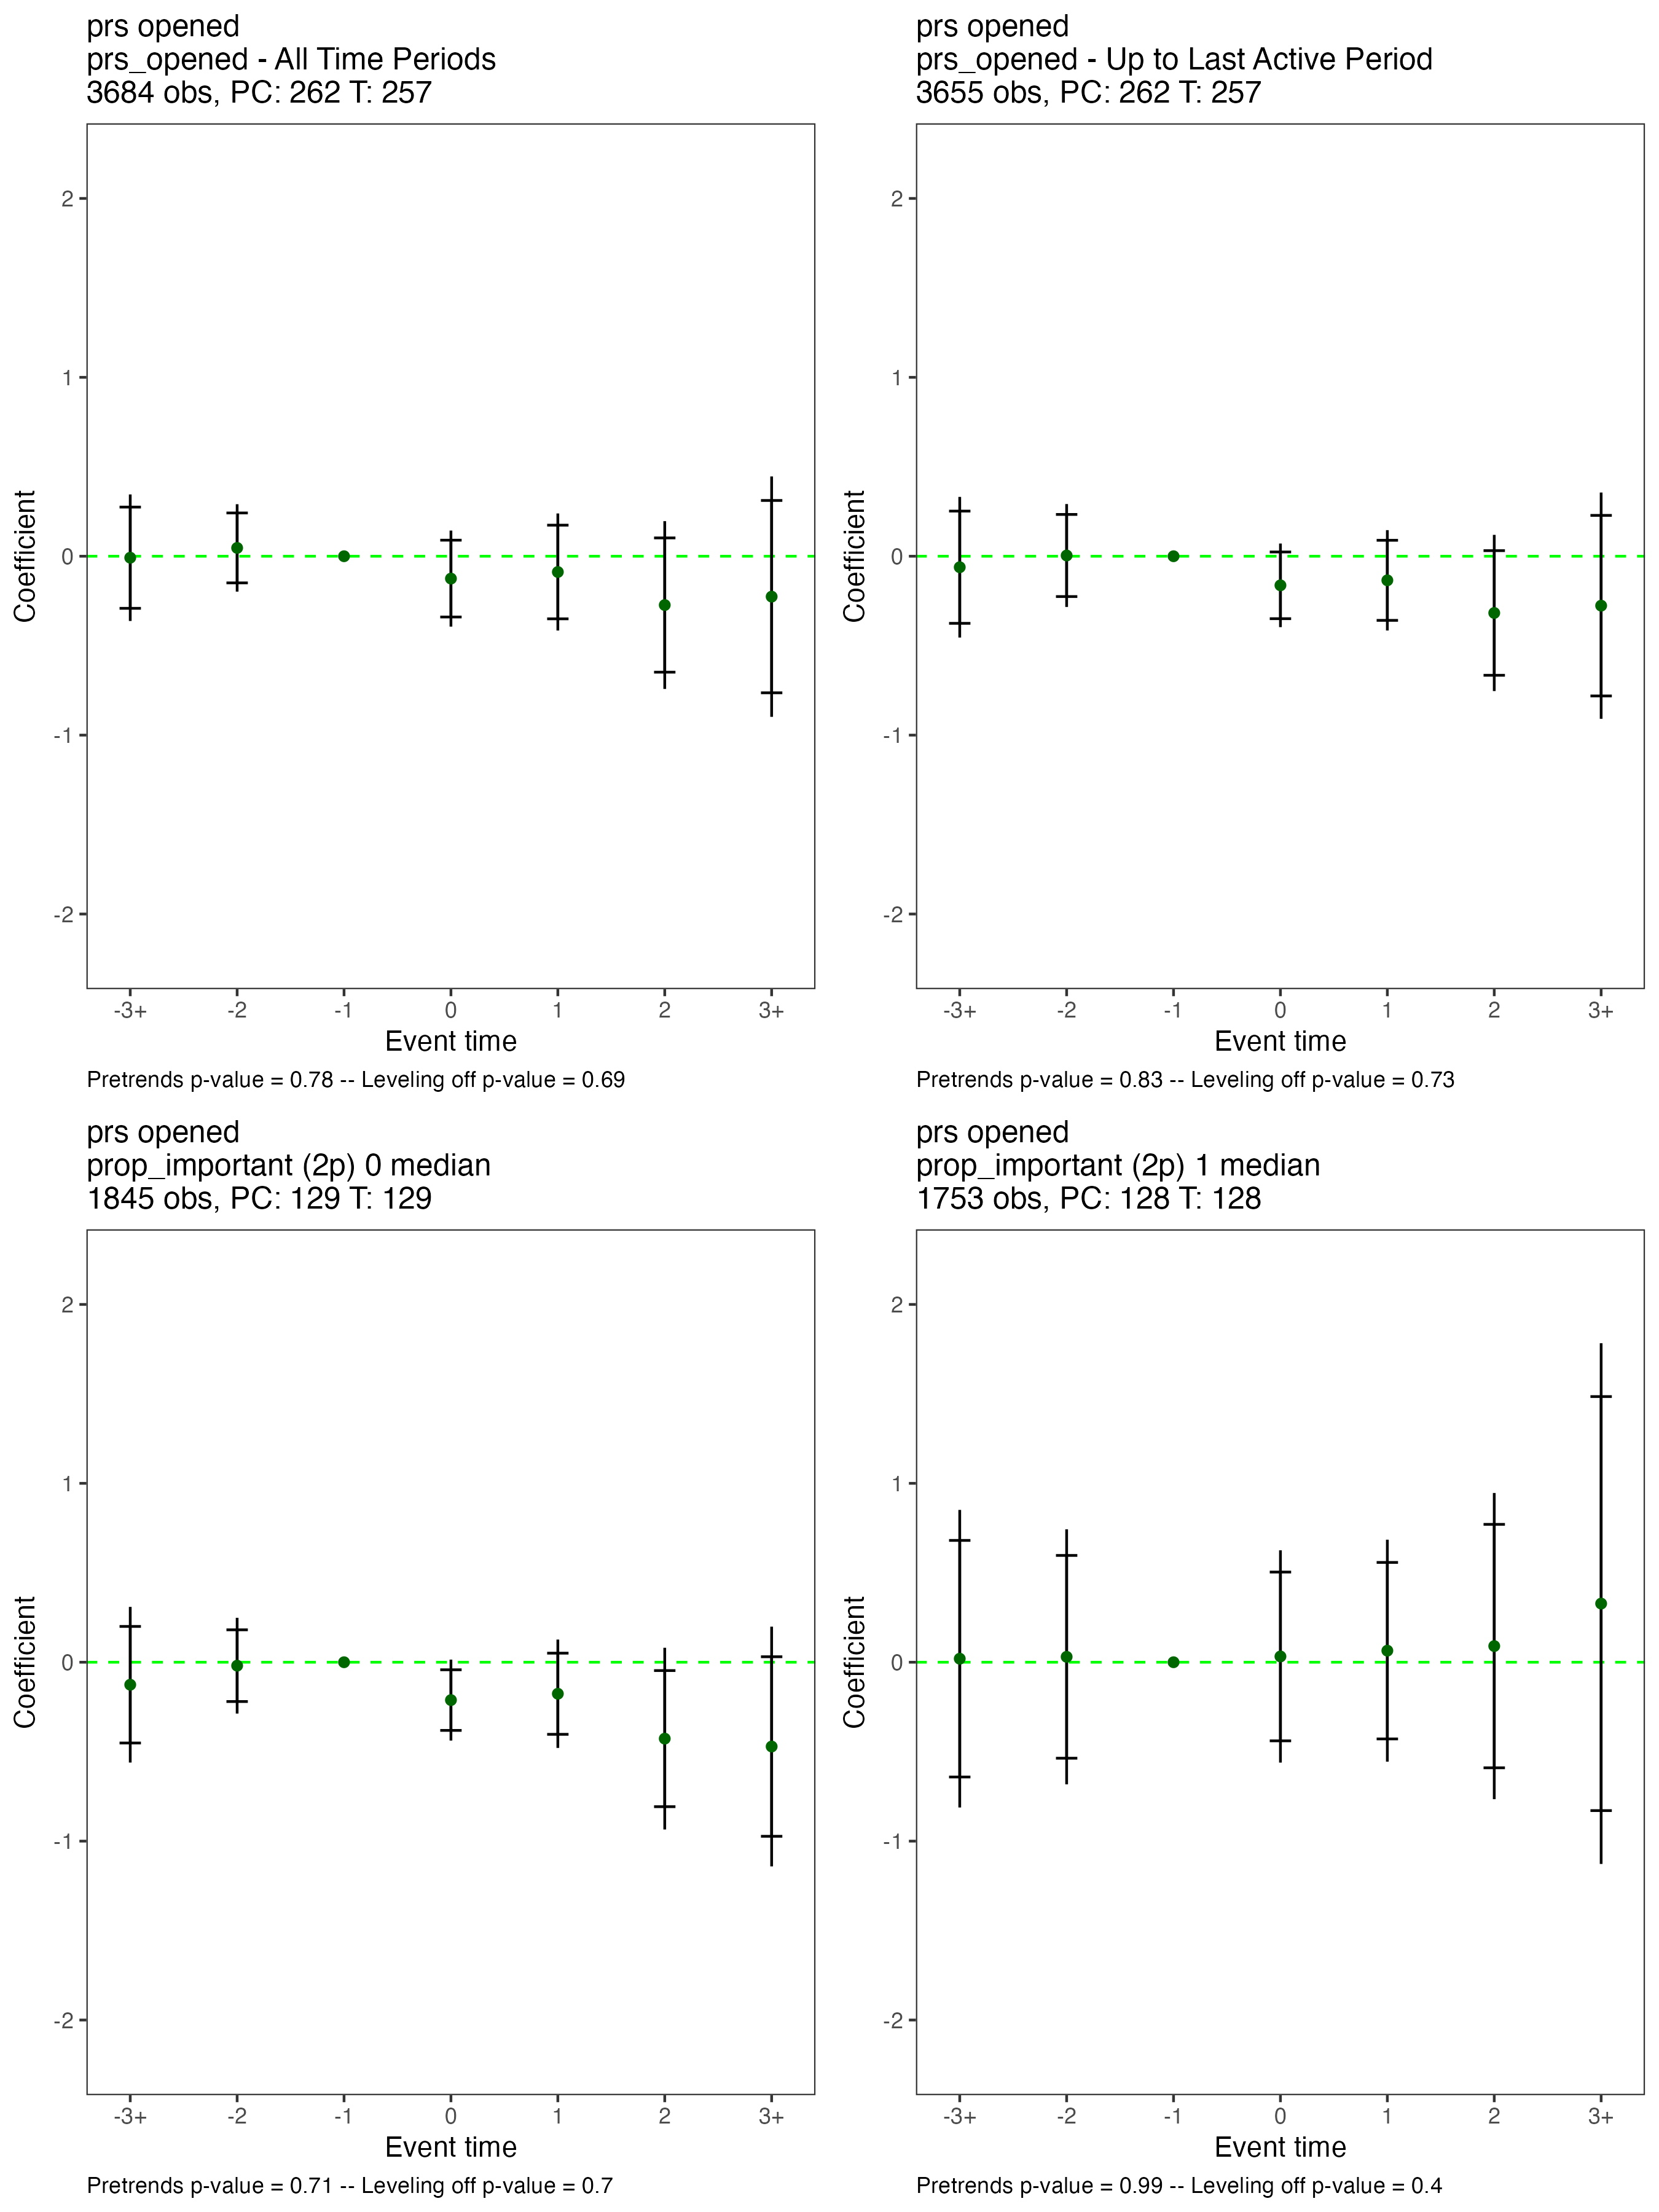 prs opened
prs_opened - All Time Periods
3684 obs, PC: 262 T: 257
2
1
0
-1
-2
Coefficient
-3+ -2 -1 0 1 2 3+
Event time
Pretrends p-value = 0.78 -- Leveling off p-value = 0.69
prs opened
prs_opened - Up to Last Active Period
3655 obs, PC: 262 T: 257
2
1
0
-1
-2
Coefficient
-3+ -2 -1 0 1 2 3+
Event time
Pretrends p-value = 0.83 -- Leveling off p-value = 0.73
prs opened
prop_important (2p) 0 median
1845 obs, PC: 129 T: 129
2
1
0
-1
-2
Coefficient
-3+ -2 -1 0 1 2 3+
Event time
Pretrends p-value = 0.71 -- Leveling off p-value = 0.7
prs opened
prop_important (2p) 1 median
1753 obs, PC: 128 T: 128
2
1
0
-1
-2
Coefficient
-3+ -2 -1 0 1 2 3+
Event time
Pretrends p-value = 0.99 -- Leveling off p-value = 0.4